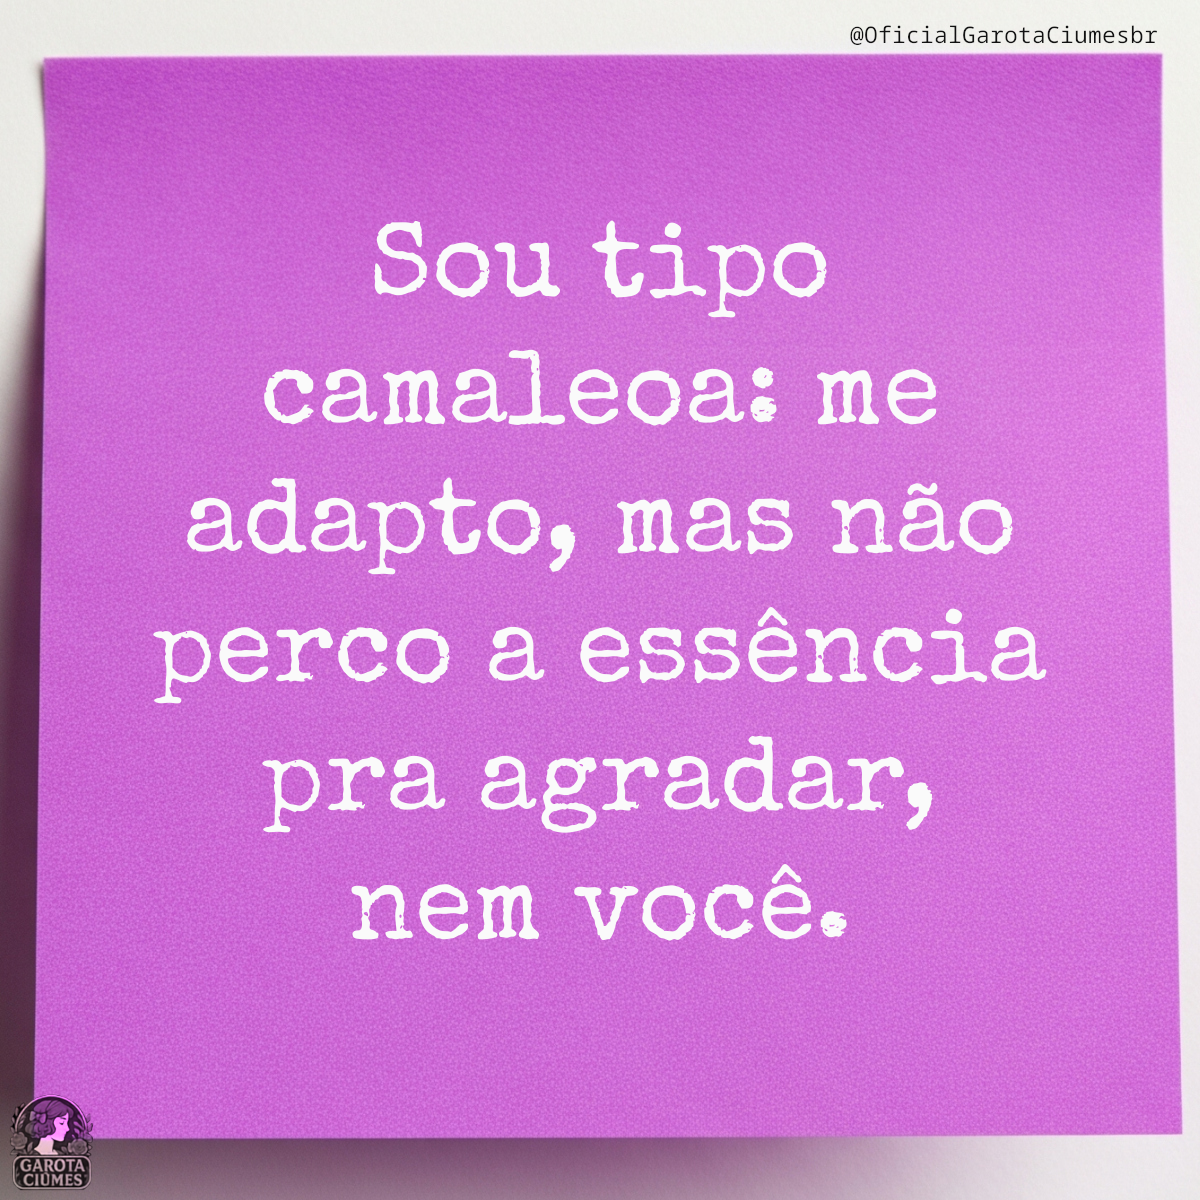 @OficialGarotaCiumesbr
Sou tipo
camaleoa: me
adapto, mas não
perco a essência
pra agradar,
nem você.
GAROTA
CIÚMES